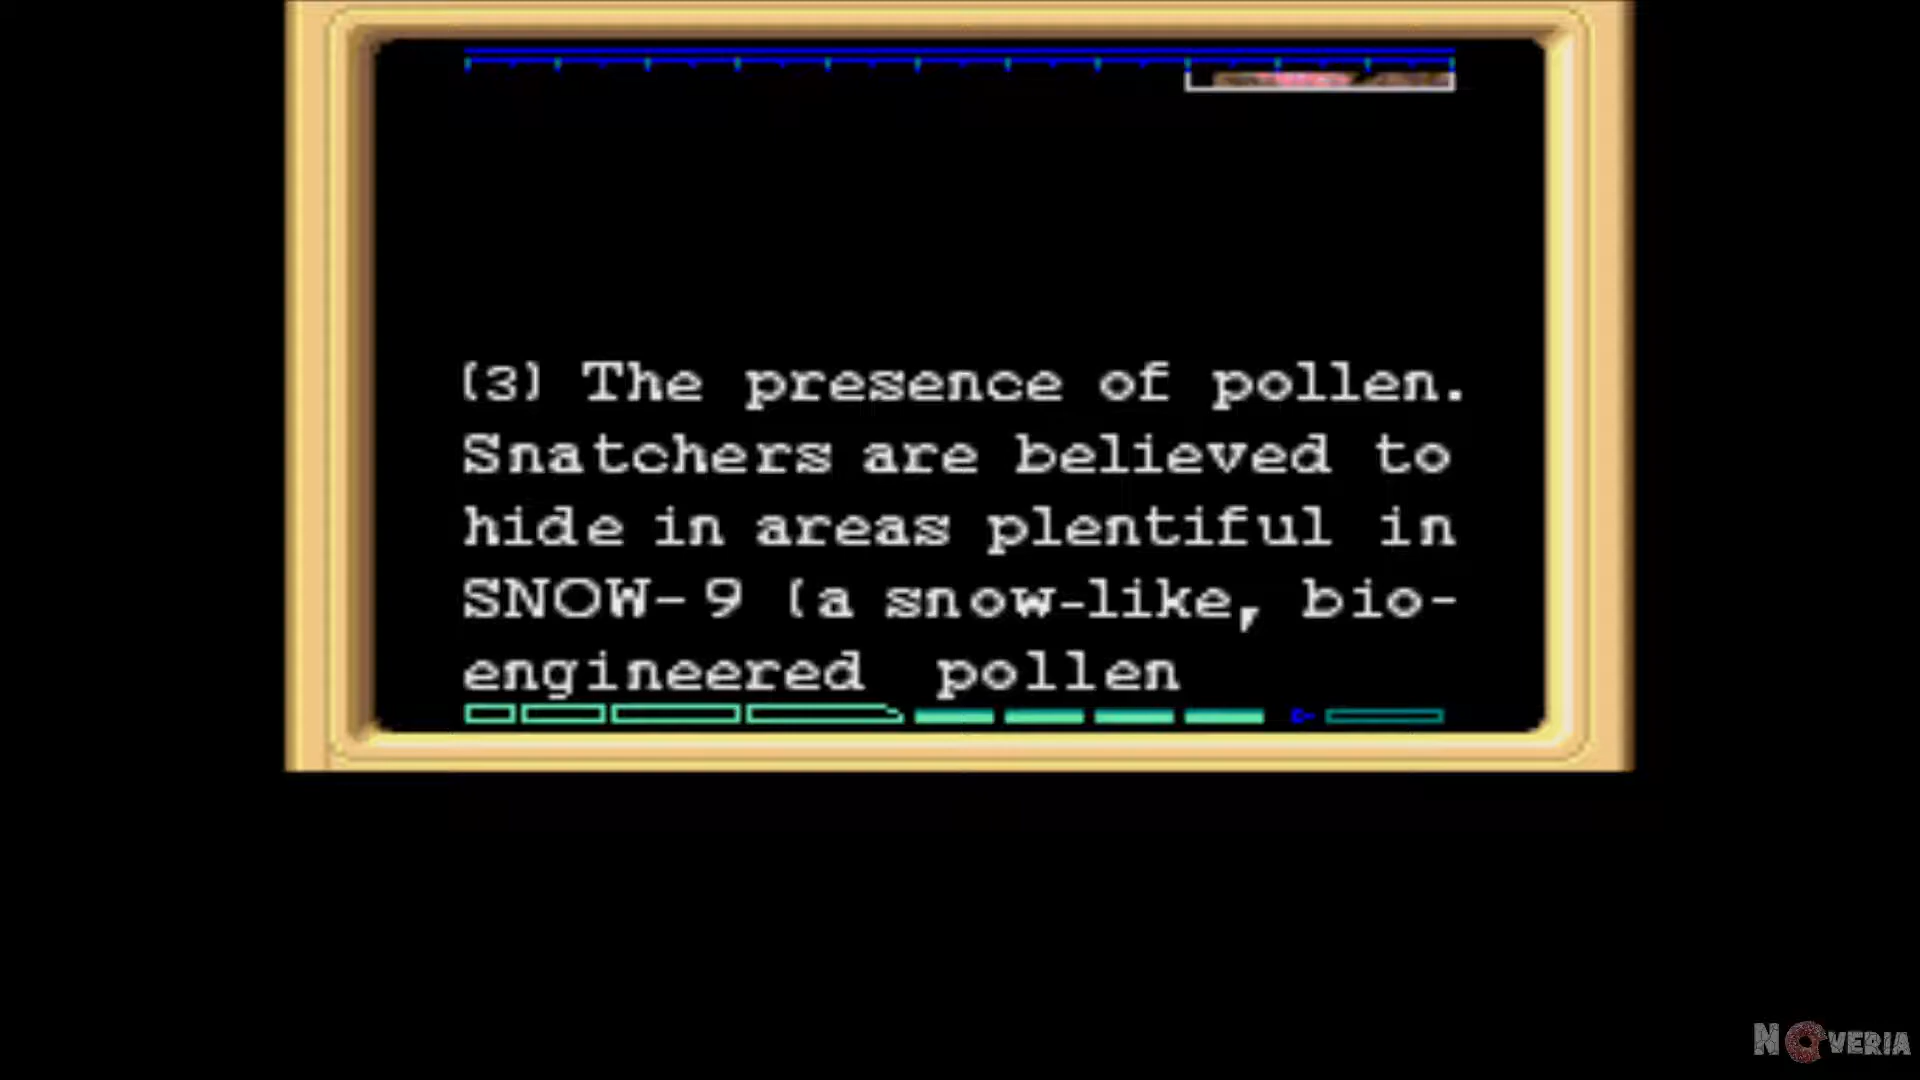 (3) The presence of pollen.
Snatchers are believed to
hide in areas plentiful in
SNOW-9 (a snow-like, bio-
engineered pollen
NOVERIA